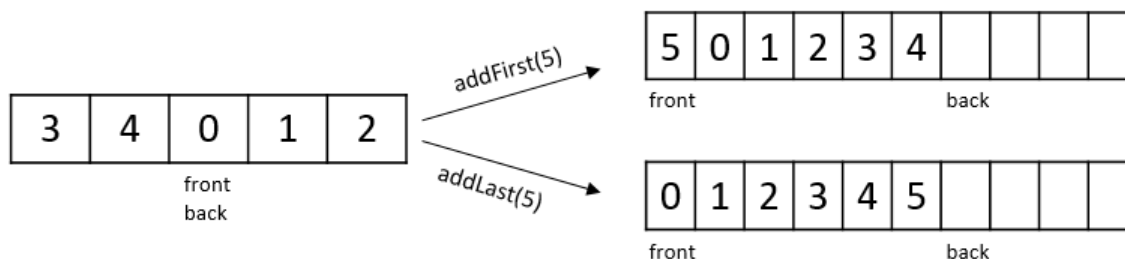 3 4 0 1 2
front
back
addFirst(5)
5 0 1 2 3 4
front back
addLast(5)
0 1 2 3 4 5
front back